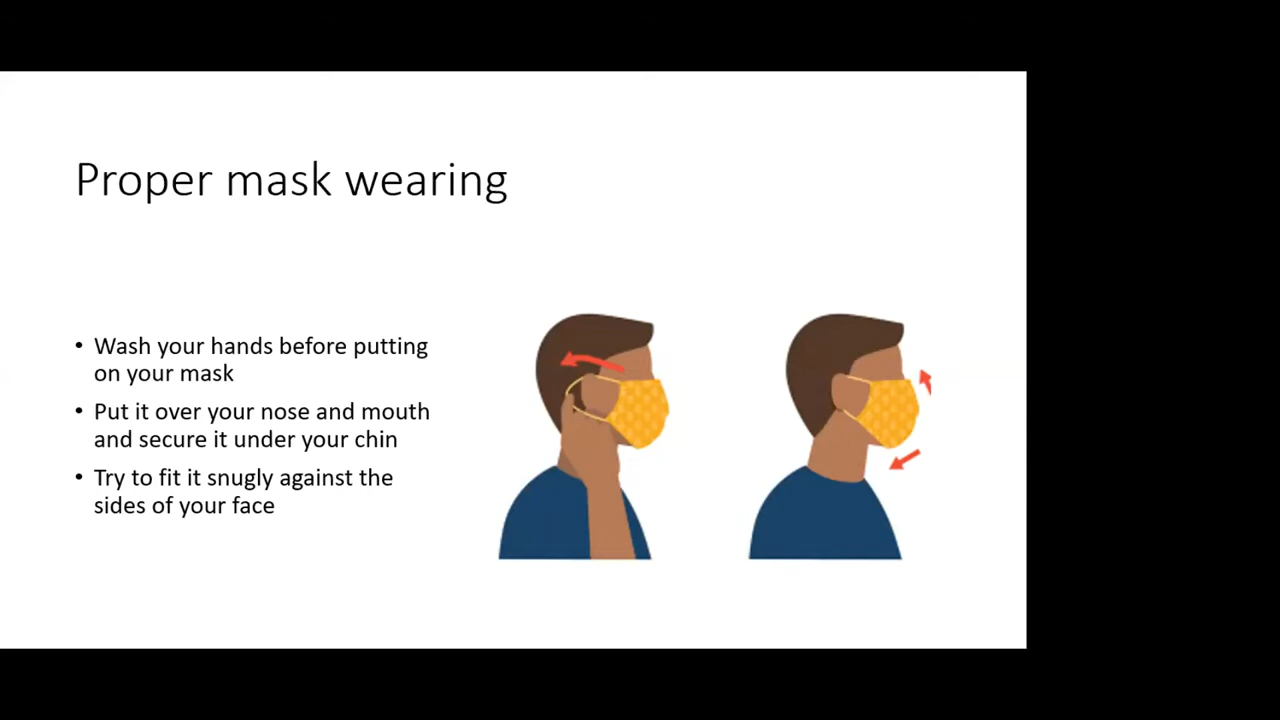 Proper mask wearing
• Wash your hands before putting
on your mask
• Put it over your nose and mouth
and secure it under your chin
• Try to fit it snugly against the
sides of your face